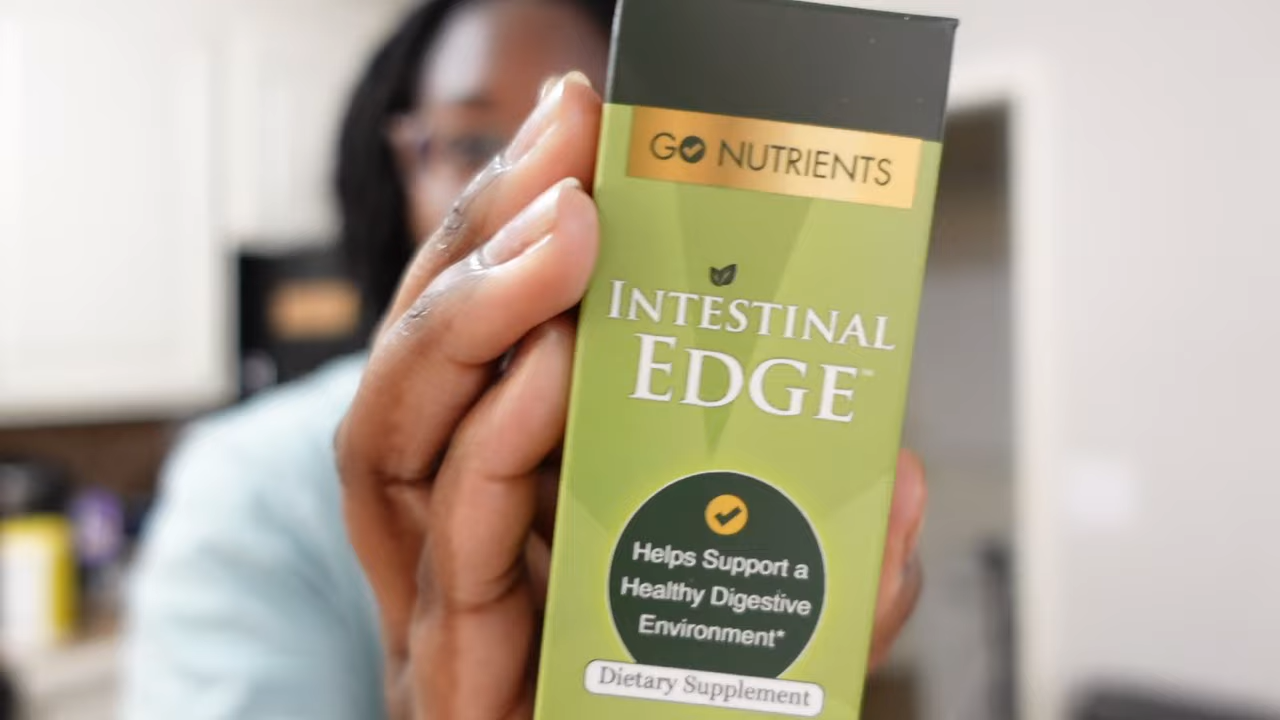 GO NUTRIENTS
INTESTINAL
EDGE™
Helps Support a
Healthy Digestive
Environment*
Dietary Supplement